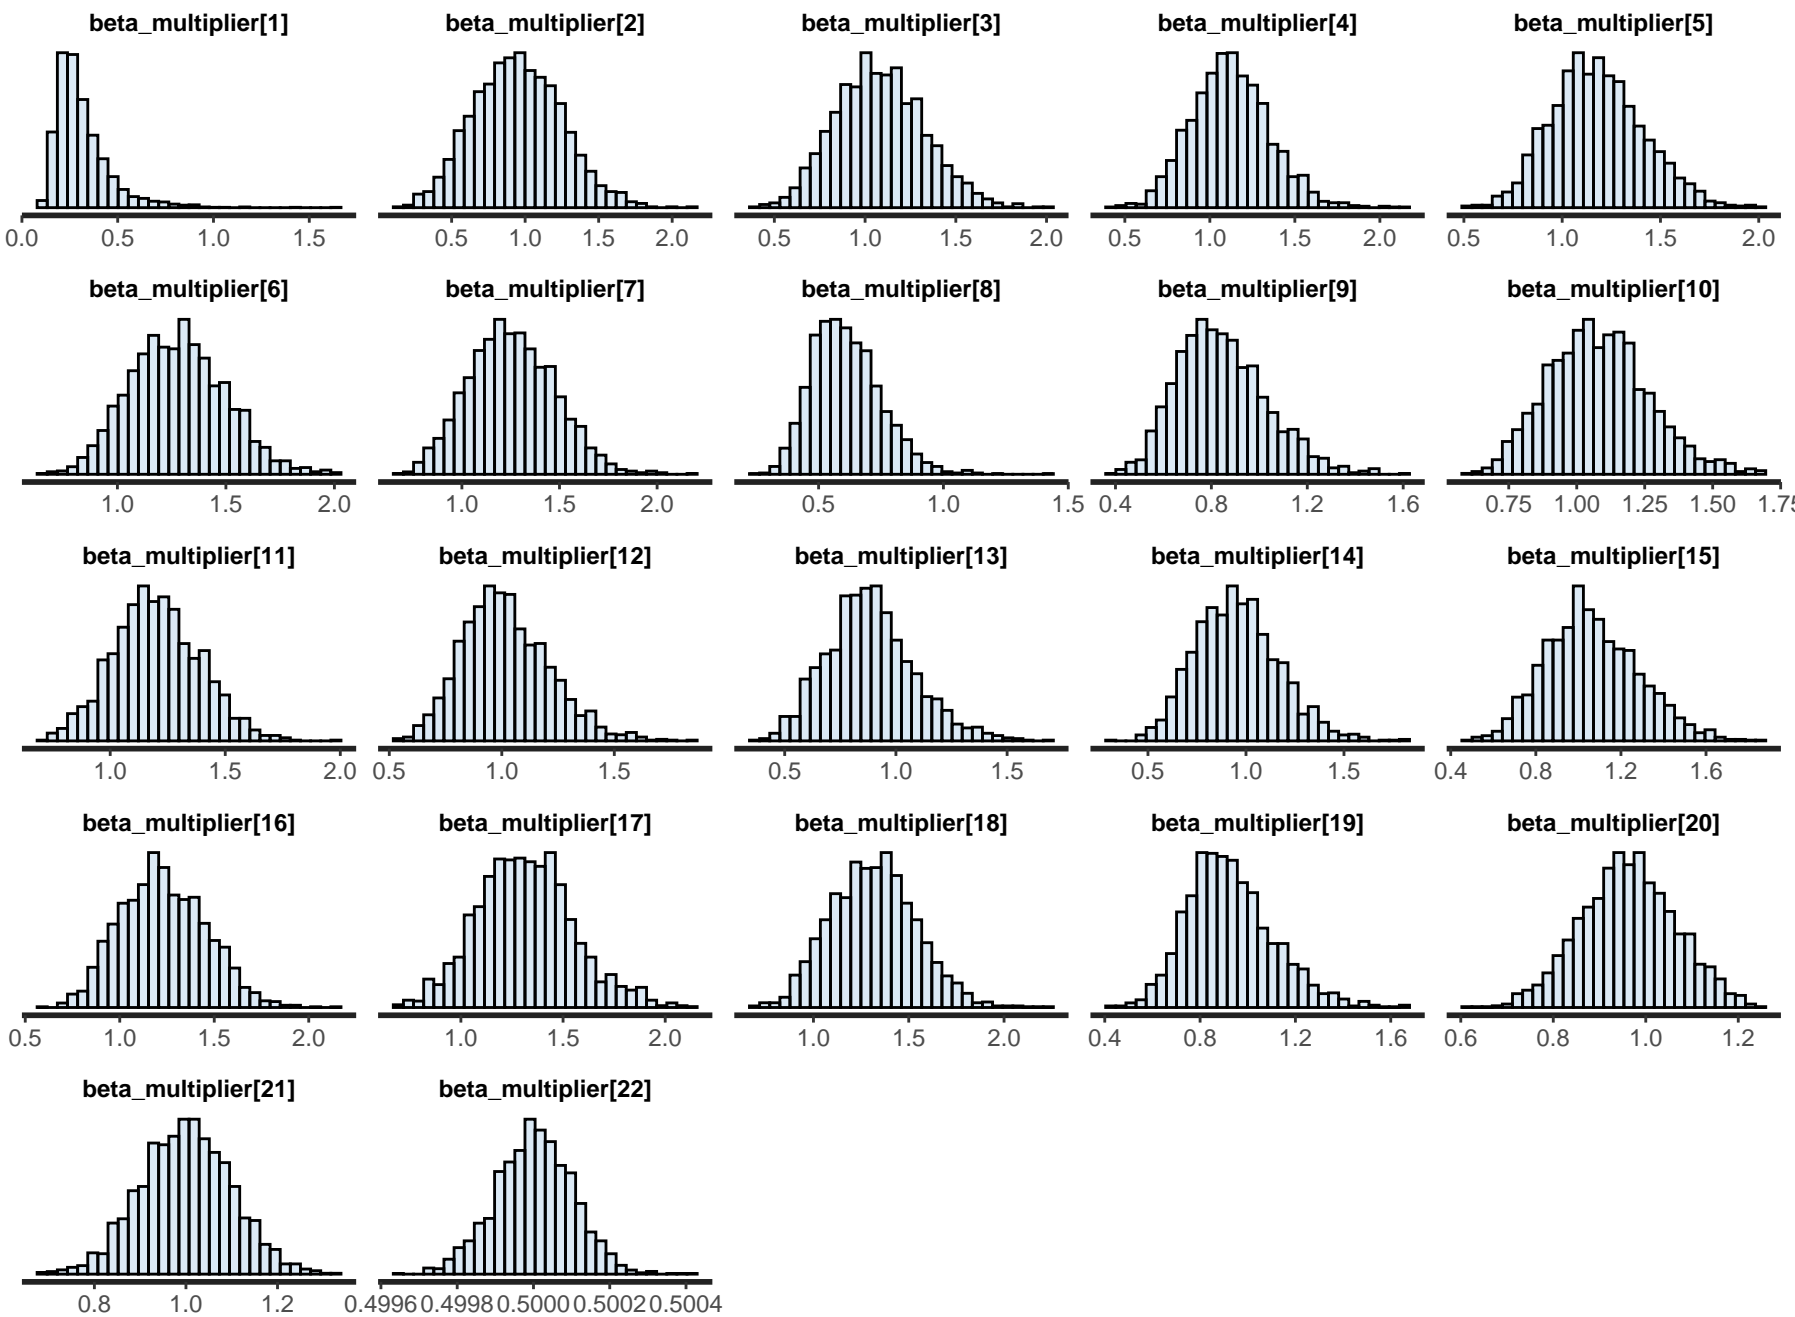 beta_multiplier[1] beta_multiplier[2] beta_multiplier[3] beta_multiplier[4] beta_multiplier[5]
0.0 0.5 1.0 1.5 0.5 1.0 1.5 2.0 0.5 1.0 1.5 2.0 0.5 1.0 1.5 2.0 0.5 1.0 1.5 2.0
beta_multiplier[6] beta_multiplier[7] beta_multiplier[8] beta_multiplier[9] beta_multiplier[10]
1.0 1.5 2.0 1.0 1.5 2.0 0.5 1.0 1.5 0.4 0.8 1.2 1.6 0.75 1.00 1.25 1.50 1.75
beta_multiplier[11] beta_multiplier[12] beta_multiplier[13] beta_multiplier[14] beta_multiplier[15]
1.0 1.5 2.0 0.5 1.0 1.5 0.5 1.0 1.5 0.5 1.0 1.5 0.4 0.8 1.2 1.6
beta_multiplier[16] beta_multiplier[17] beta_multiplier[18] beta_multiplier[19] beta_multiplier[20]
0.5 1.0 1.5 2.0 1.0 1.5 2.0 1.0 1.5 2.0 0.4 0.8 1.2 1.6 0.6 0.8 1.0 1.2
beta_multiplier[21] beta_multiplier[22]
0.8 1.0 1.2 0.4996 0.4998 0.5000 0.5002 0.5004